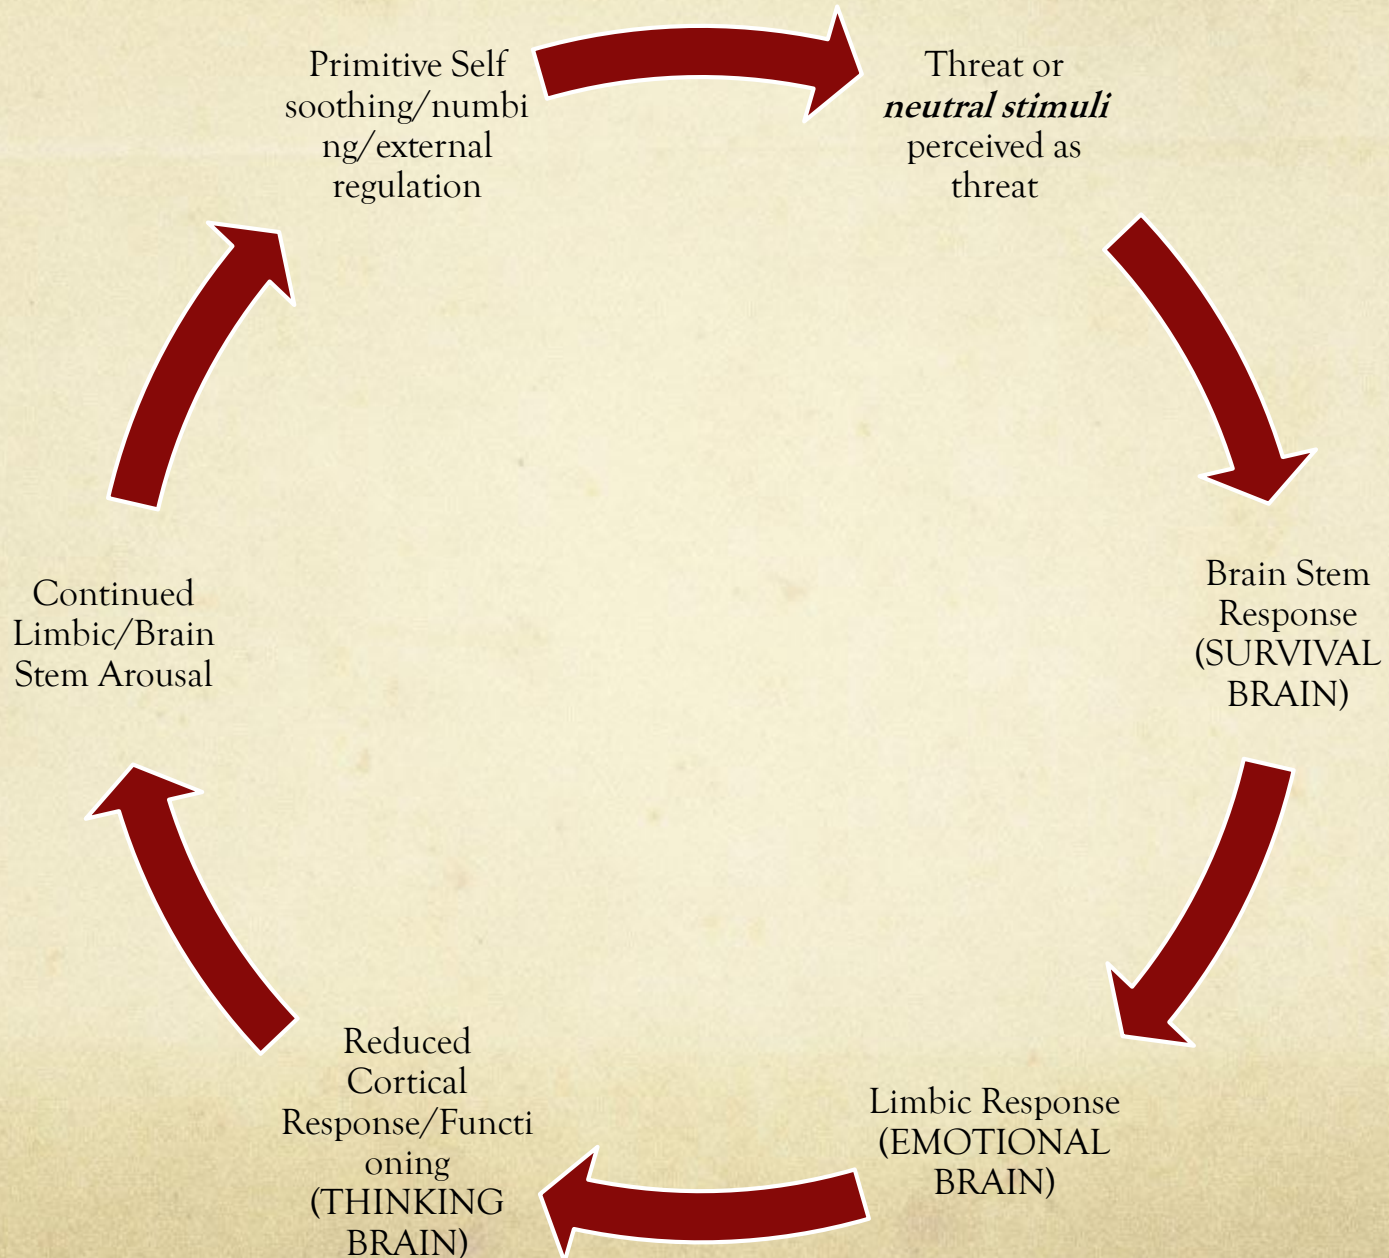 Primitive Self
soothing/numbi
ng/external
regulation
Threat or
neutral stimuli
perceived as
threat
Brain Stem
Response
(SURVIVAL
BRAIN)
Limbic Response
(EMOTIONAL
BRAIN)
Reduced
Cortical
Response/Functi
oning
(THINKING
BRAIN)
Continued
Limbic/Brain
Stem Arousal